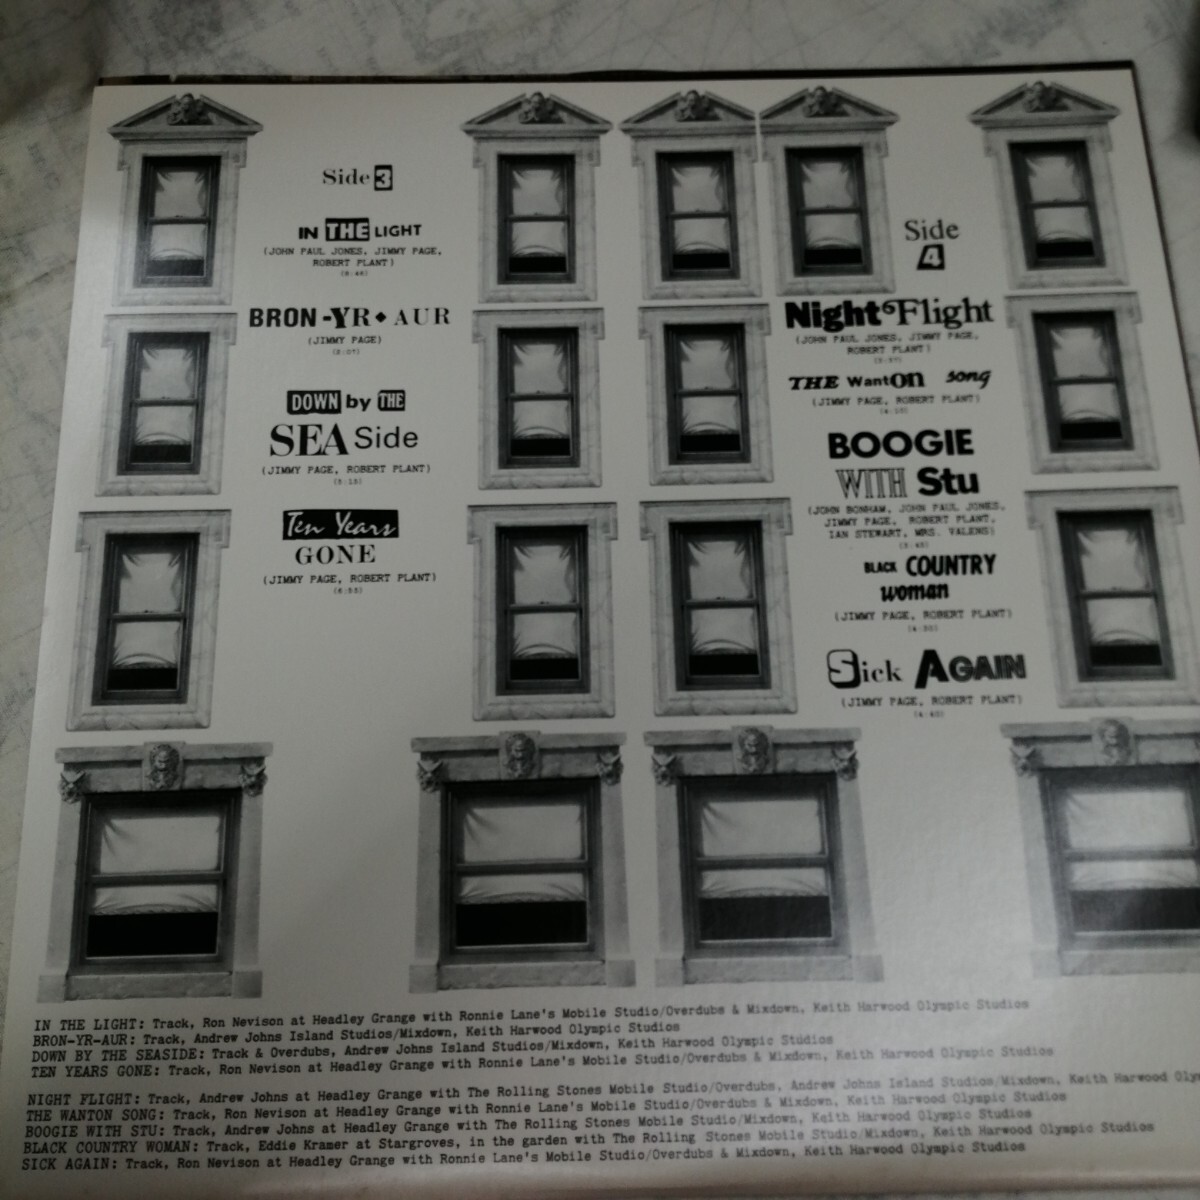 Side 3
IN THE LIGHT
(JOHN PAUL JONES, JIMMY PAGE,
ROBERT PLANT)
BRON-YR◆AUR
(JIMMY PAGE)
DOWN by THE
SEA Side
(JIMMY PAGE, ROBERT PLANT)
Ten Years
GONE
(JIMMY PAGE, ROBERT PLANT)
(6:55)
Side
4
Night Flight
(JOHN PAUL JONES, JIMMY PAGE,
ROBERT PLANT)
THE WantON song
(JIMMY PAGE, ROBERT PLANT)
BOOGIE
WITH Stu
(JOHN BONHAM, JOHN PAUL JONES,
JIMMY PAGE, ROBERT PLANT,
IAN STEWART, MRS. VALENS)
BLACK COUNTRY
woman
(JIMMY PAGE, ROBERT PLANT)
(4:30)
Sick AGAIN
(JIMMY PAGE, ROBERT PLANT)
(4:40)
IN THE LIGHT: Track, Ron Nevison at Headley Grange with Ronnie Lane's Mobile Studio/Overdubs & Mixdown, Keith Harwood Olympic Studios
BRON-YR-AUR: Track, Andrew Johns Island Studios/Mixdown, Keith Harwood Olympic Studios
DOWN BY THE SEASIDE: Track & Overdubs, Andrew Johns Island Studios/Mixdown, Keith Harwood Olympic Studios
TEN YEARS GONE: Track, Ron Nevison at Headley Grange with Ronnie Lane's Mobile Studio/Overdubs & Mixdown, Keith Harwood Olympic Studios
NIGHT FLIGHT: Track, Andrew Johns at Headley Grange with The Rolling Stones Mobile Studio/Overdubs, Andrew Johns Island Studios/Mixdown, Keith Harwood Oly
THE WANTON SONG: Track, Ron Nevison at Headley Grange with Ronnie Lane's Mobile Studio/Overdubs & Mixdown, Keith Harwood Olympic Studios
BOOGIE WITH STU: Track, Andrew Johns at Headley Grange with The Rolling Stones Mobile Studio/Mixdown, Keith Harwood Olympic Studios
BLACK COUNTRY WOMAN: Track, Eddie Kramer at Stargroves, in the garden with The Rolling Stones Mobile Studio/Mixdown, Keith Harwood Olympic Studios
SICK AGAIN: Track, Ron Nevison at Headley Grange with Ronnie Lane's Mobile Studio/Overdubs & Mixdown, Keith Harwood Olympic Studios